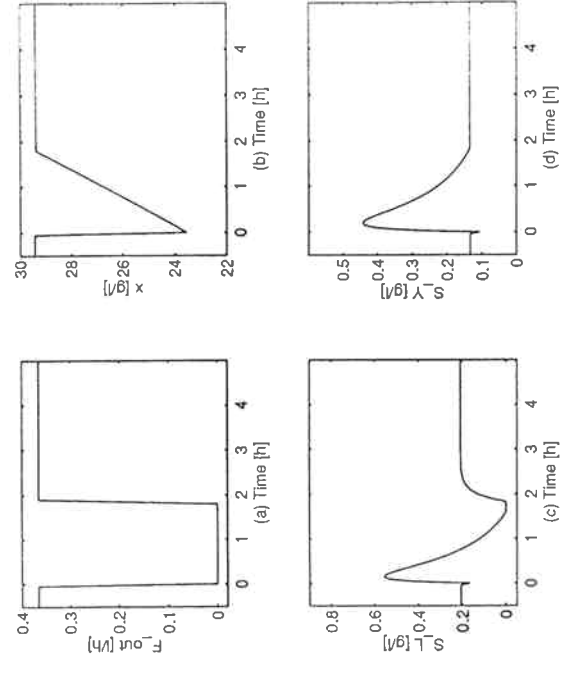 0.4
0.3
0.2
0.1
0
F_out [l/h]
0 1 2 3 4
(a) Time [h]
30
28
26
24
22
x [g/l]
0 1 2 3 4
(b) Time [h]
0.8
0.6
0.4
0.2
0
S_L [g/l]
0 1 2 3 4
(c) Time [h]
0.5
0.4
0.3
0.2
0.1
0
S_Y [g/l]
0 1 2 3 4
(d) Time [h]